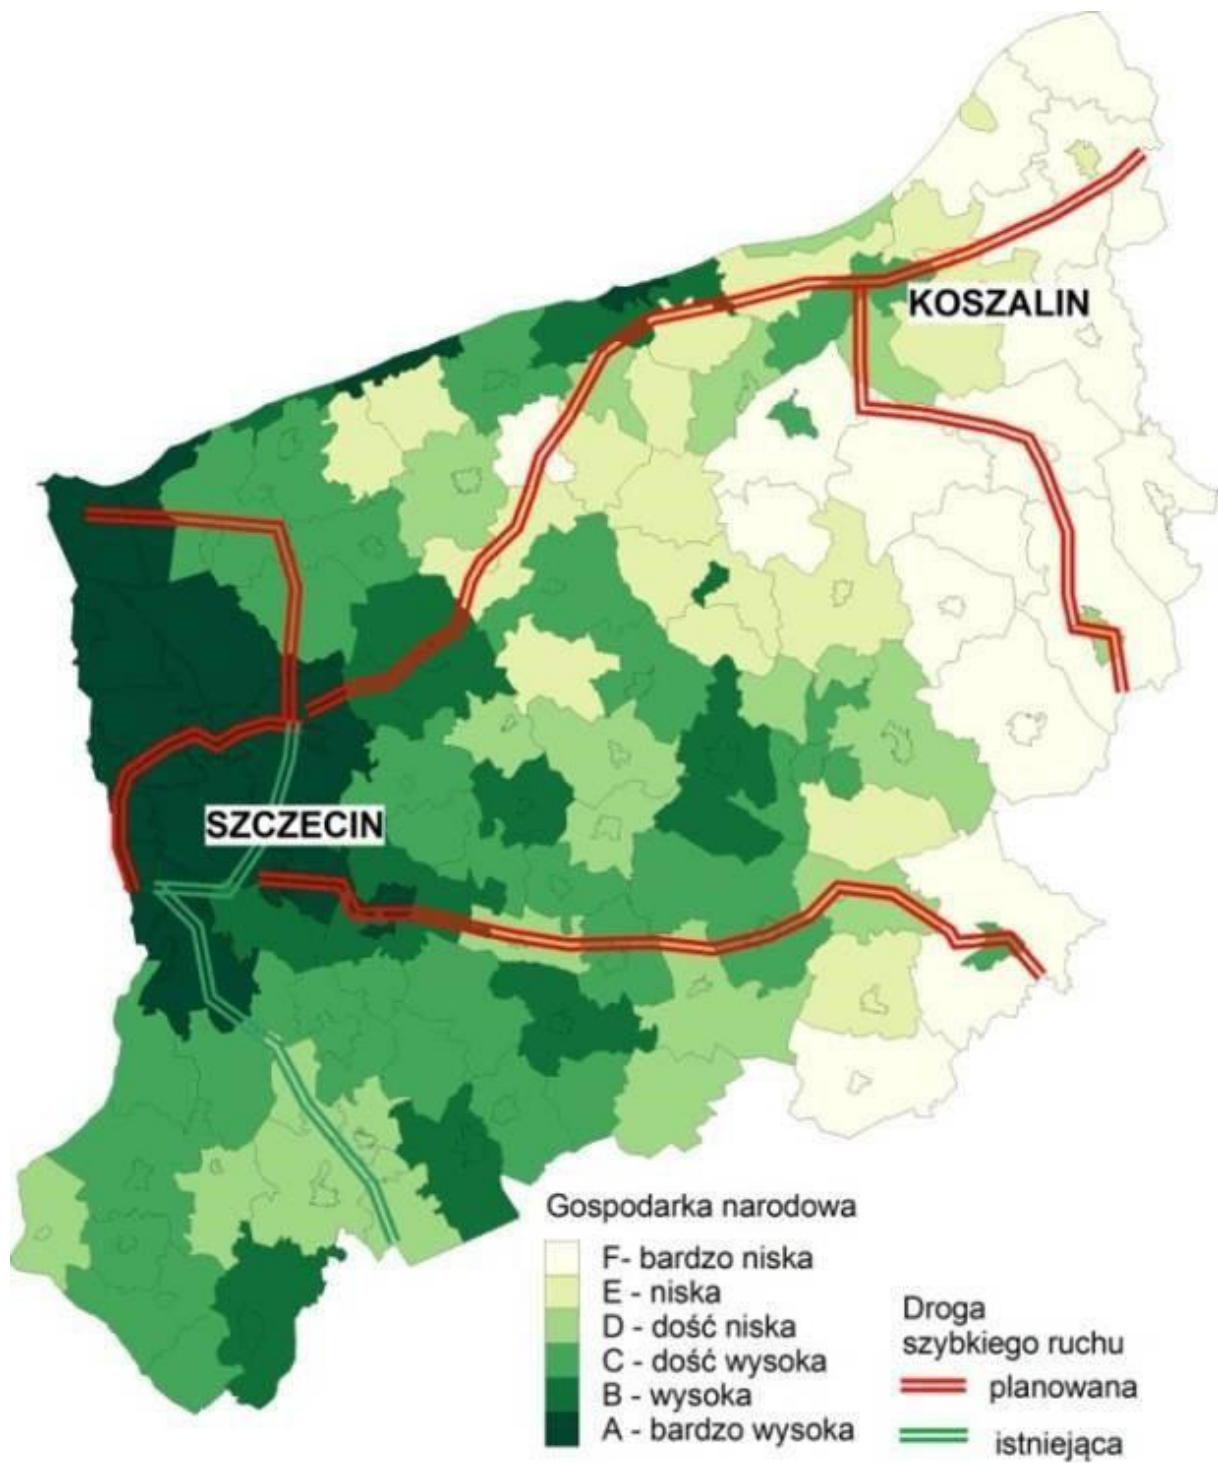 KOSZALIN
SZCZECIN
Gospodarka narodowa
F- bardzo niska
E - niska
D - dość niska
C - dość wysoka
B - wysoka
A - bardzo wysoka
Droga
szybkiego ruchu
planowana
istniejąca